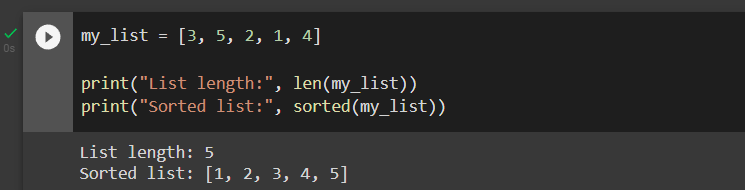 0s
my_list = [3, 5, 2, 1, 4]
print("List length:", len(my_list))
print("Sorted list:", sorted(my_list))
List length: 5
Sorted list: [1, 2, 3, 4, 5]